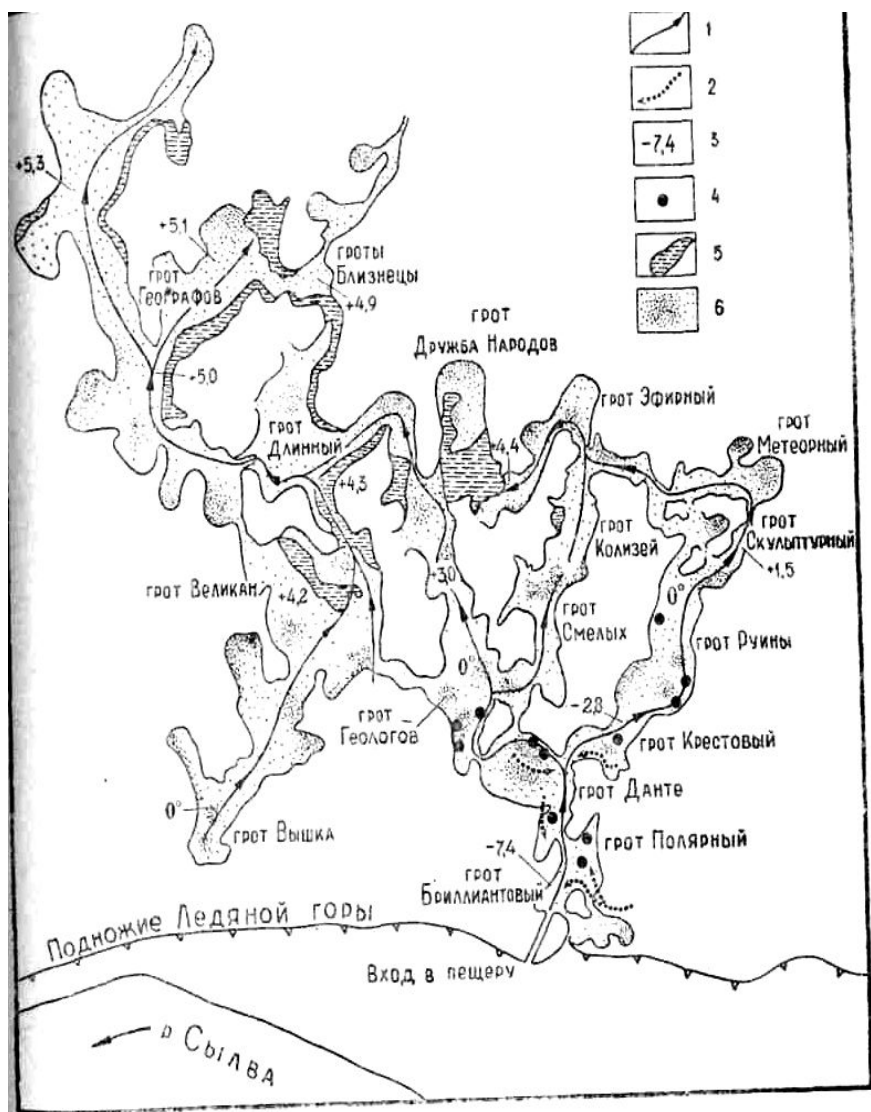 1
2
-7,4 3
4
5
6
+5,3
+5,1
грот
Географов
гроты
Близнецы
+4,9
+5,0
грот
Дружба Народов
грот Эфирный
грот
Метеорный
грот
Длинный
+4,4
+4,3
грот
Колизей
грот
Скульптурный
+1,5
грот Великан
+4,2
+3,0
0°
грот
Смелых
0°
грот Руины
-2,8
грот
Геологов
грот Крестовый
0°
грот Вышка
грот Данте
-7,4
грот
Бриллиантовый
грот Полярный
Подножие Ледяной горы
Вход в пещеру
р Сылва